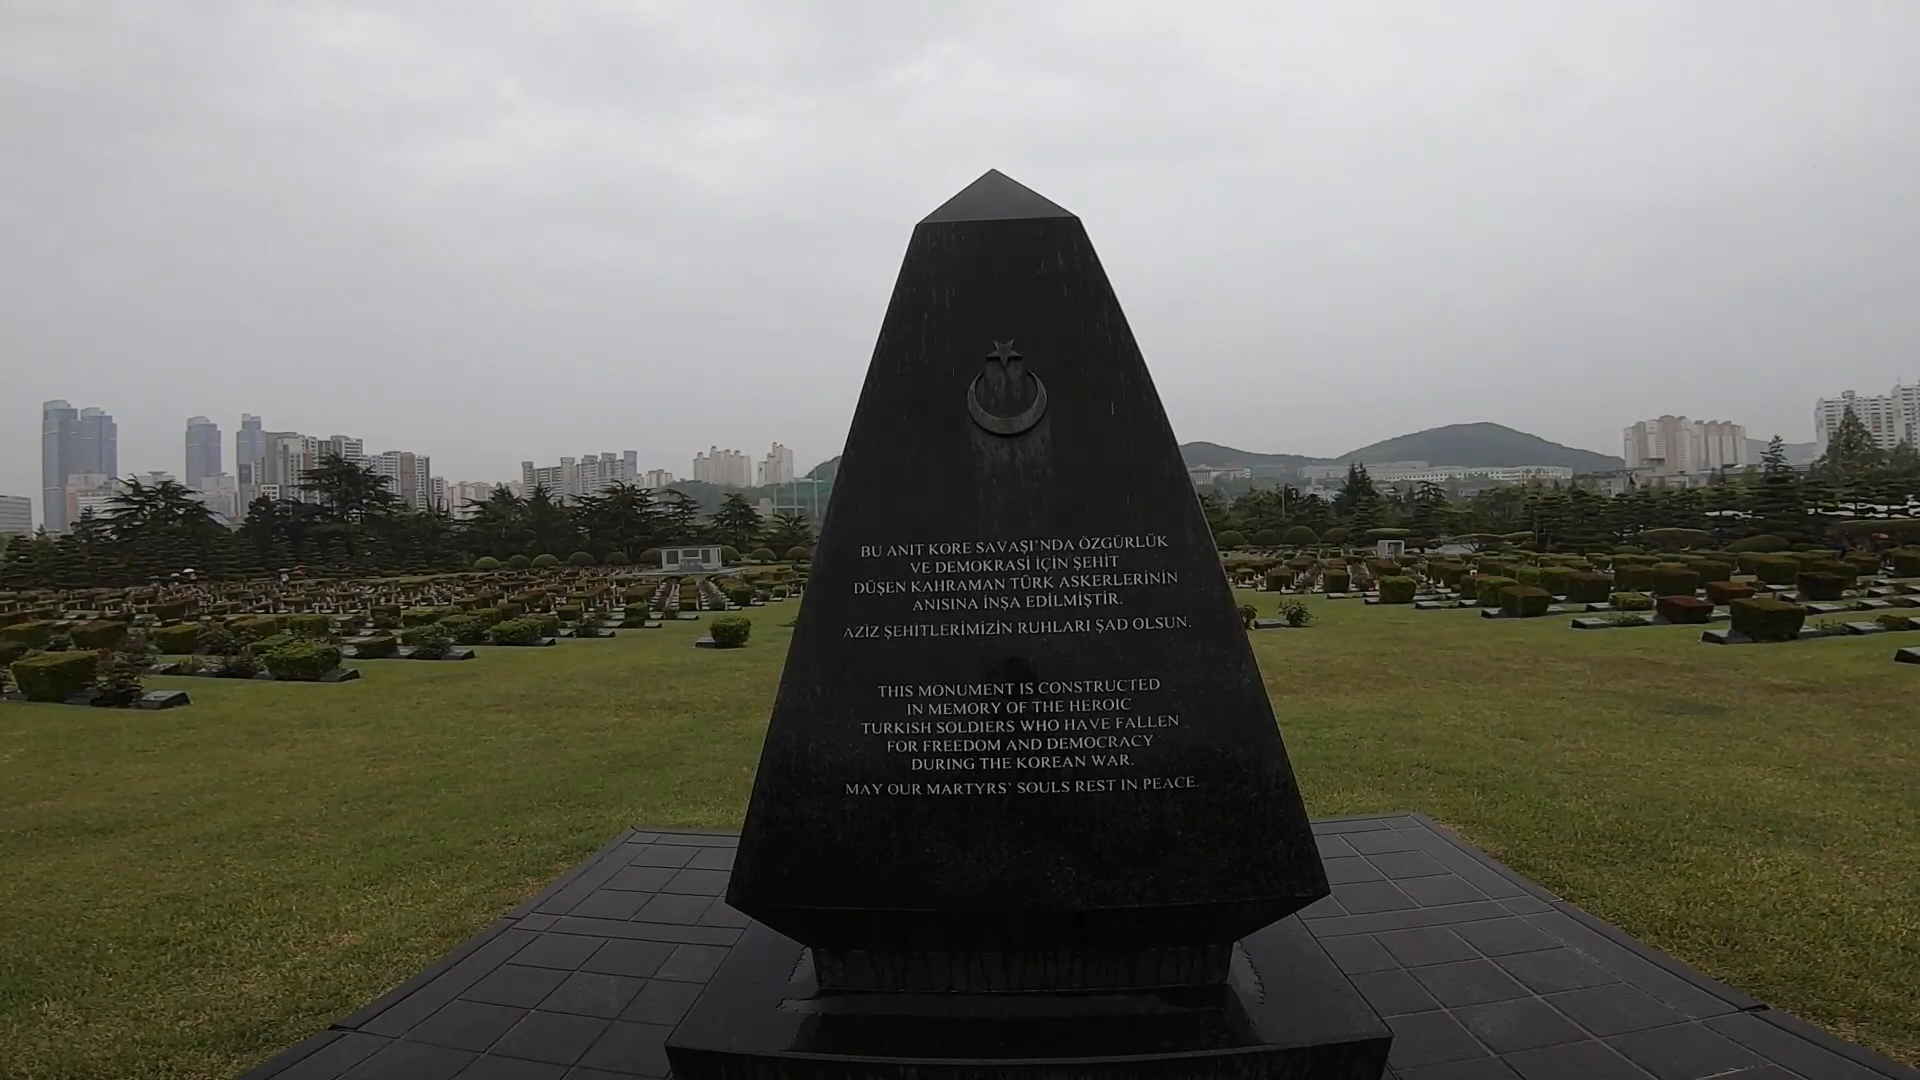 BU ANIT KORE SAVAŞI'NDA ÖZGÜRLÜK
VE DEMOKRASİ İÇİN ŞEHİT
DÜŞEN KAHRAMAN TÜRK ASKERLERİNİN
ANISINA İNŞA EDİLMİŞTİR.
AZİZ ŞEHİTLERİMİZİN RUHLARI ŞAD OLSUN.
THIS MONUMENT IS CONSTRUCTED
IN MEMORY OF THE HEROIC
TURKISH SOLDIERS WHO HAVE FALLEN
FOR FREEDOM AND DEMOCRACY
DURING THE KOREAN WAR.
MAY OUR MARTYRS' SOULS REST IN PEACE.